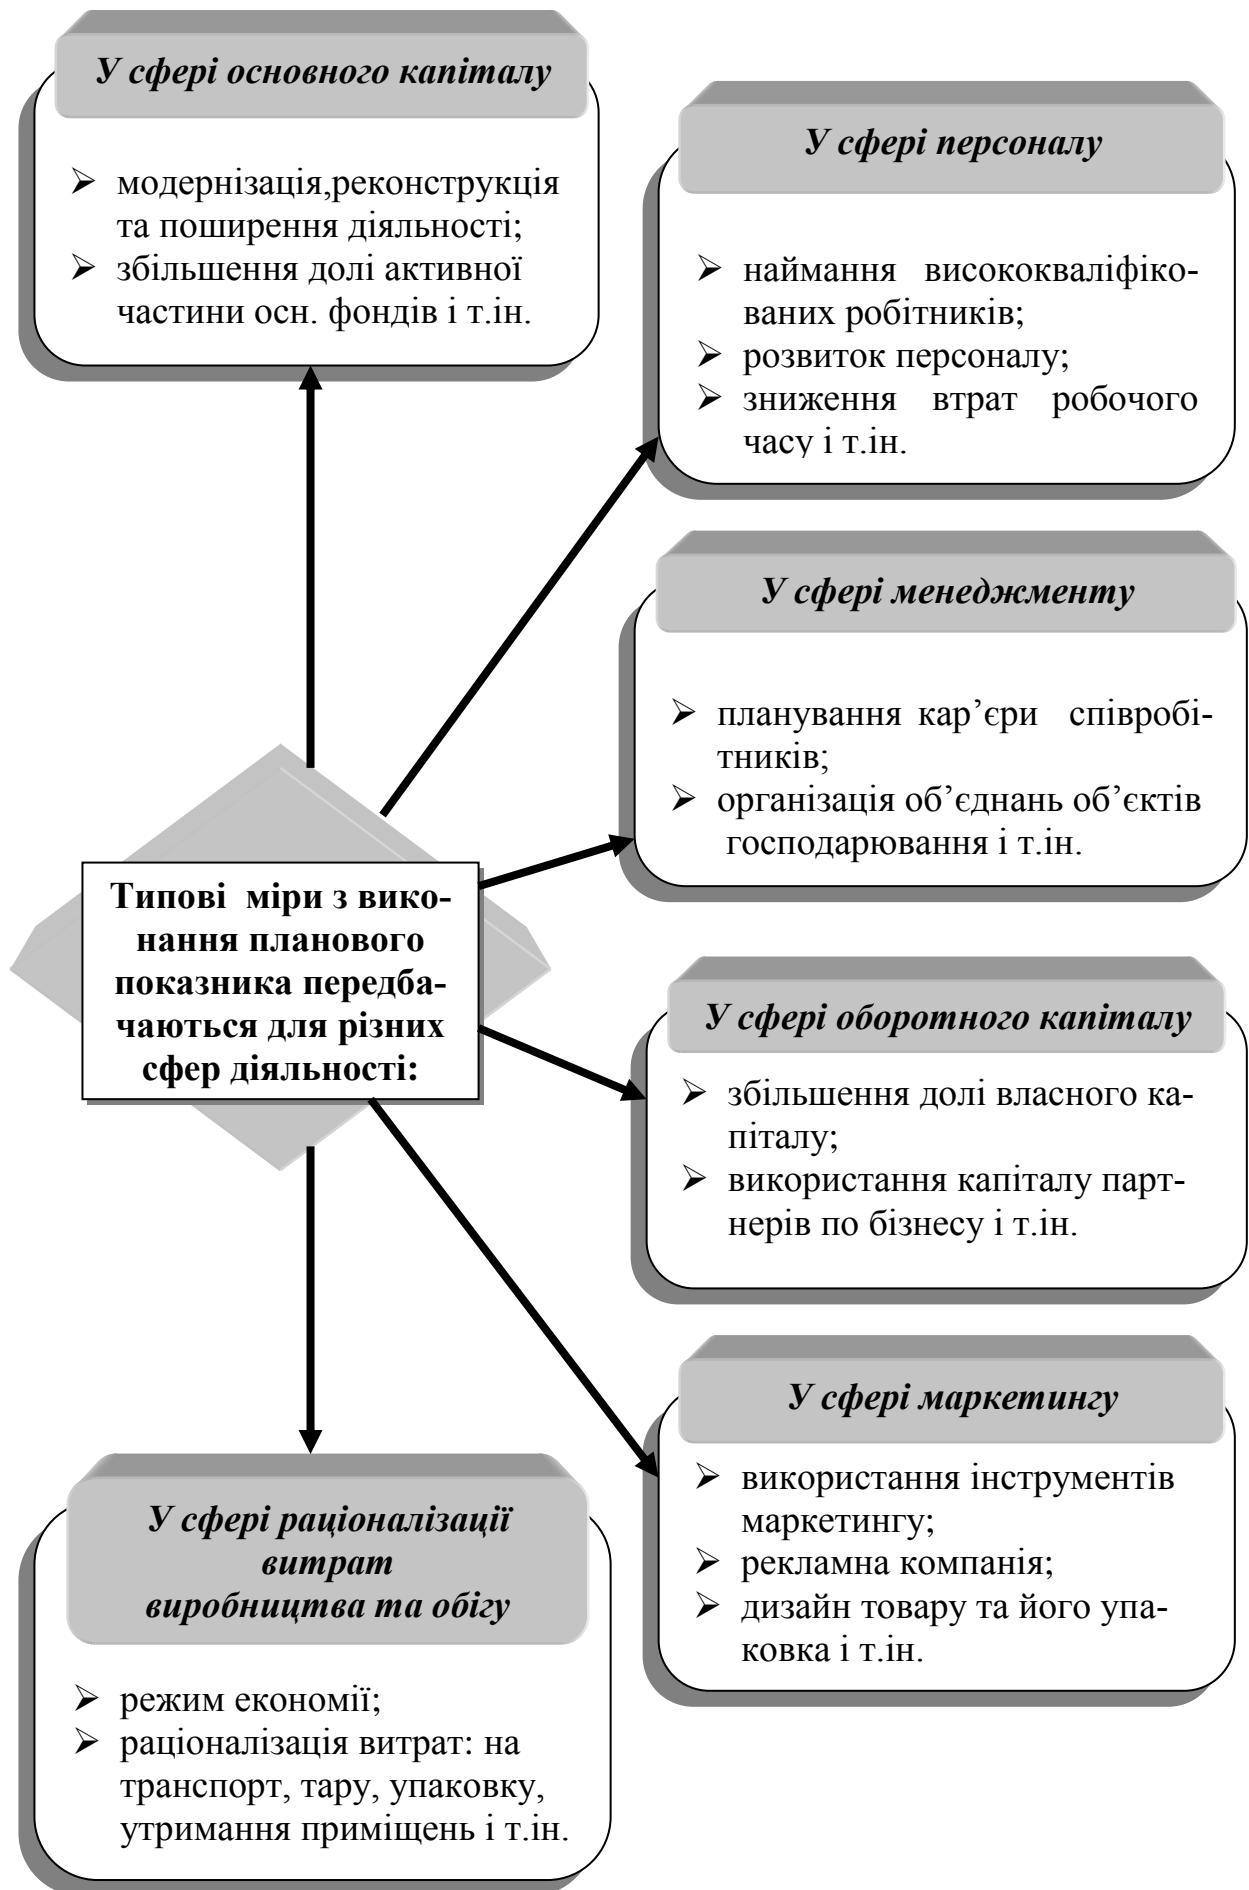 У сфері основного капіталу
модернізація,реконструкція
та поширення діяльності;
збільшення долі активної
частини осн. фондів і т.ін.
У сфері персоналу
наймання висококваліфіко-
ваних робітників;
розвиток персоналу;
зниження втрат робочого
часу і т.ін.
У сфері менеджменту
планування кар’єри співробі-
тників;
організація об’єднань об’єктів
господарювання і т.ін.
Типові міри з вико-
нання планового
показника передба-
чаються для різних
сфер діяльності:
У сфері оборотного капіталу
збільшення долі власного ка-
піталу;
використання капіталу парт-
нерів по бізнесу і т.ін.
У сфері маркетингу
використання інструментів
маркетингу;
рекламна компанія;
дизайн товару та його упа-
ковка і т.ін.
У сфері раціоналізації
витрат
виробництва та обігу
режим економії;
раціоналізація витрат: на
транспорт, тару, упаковку,
утримання приміщень і т.ін.